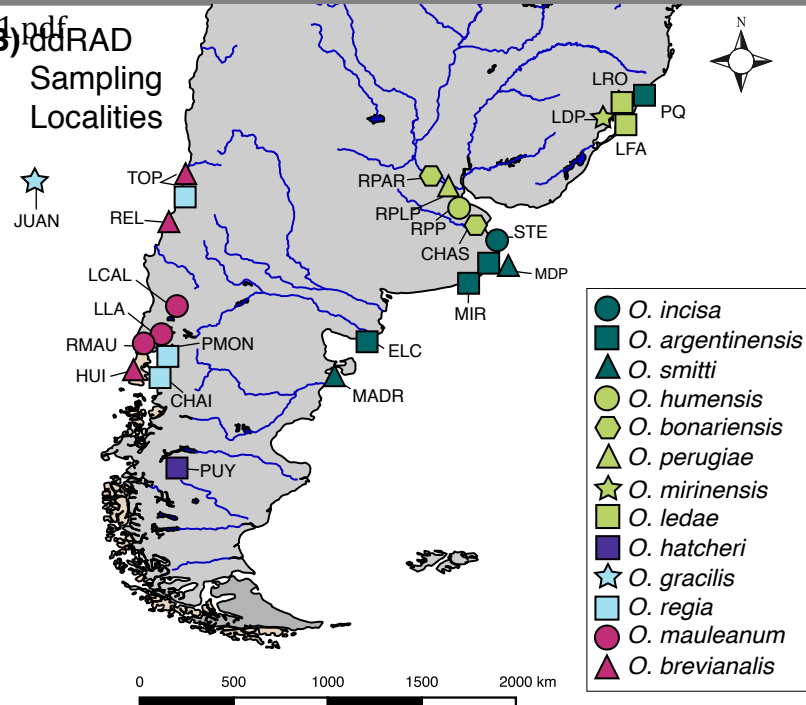 1.pdf
B) ddRAD
Sampling
Localities
N
LRO
PQ
LDP
LFA
TOP
JUAN
REL
RPAR
RPLP
RPP
CHAS
STE
MDP
MIR
LCAL
LLA
RMAU
PMON
HUI
CHAI
ELC
MADR
PUY
O. incisa
O. argentinensis
O. smitti
O. humensis
O. bonariensis
O. perugiae
O. mirinensis
O. ledae
O. hatcheri
O. gracilis
O. regia
O. mauleanum
O. brevianalis
0 500 1000 1500 2000 km